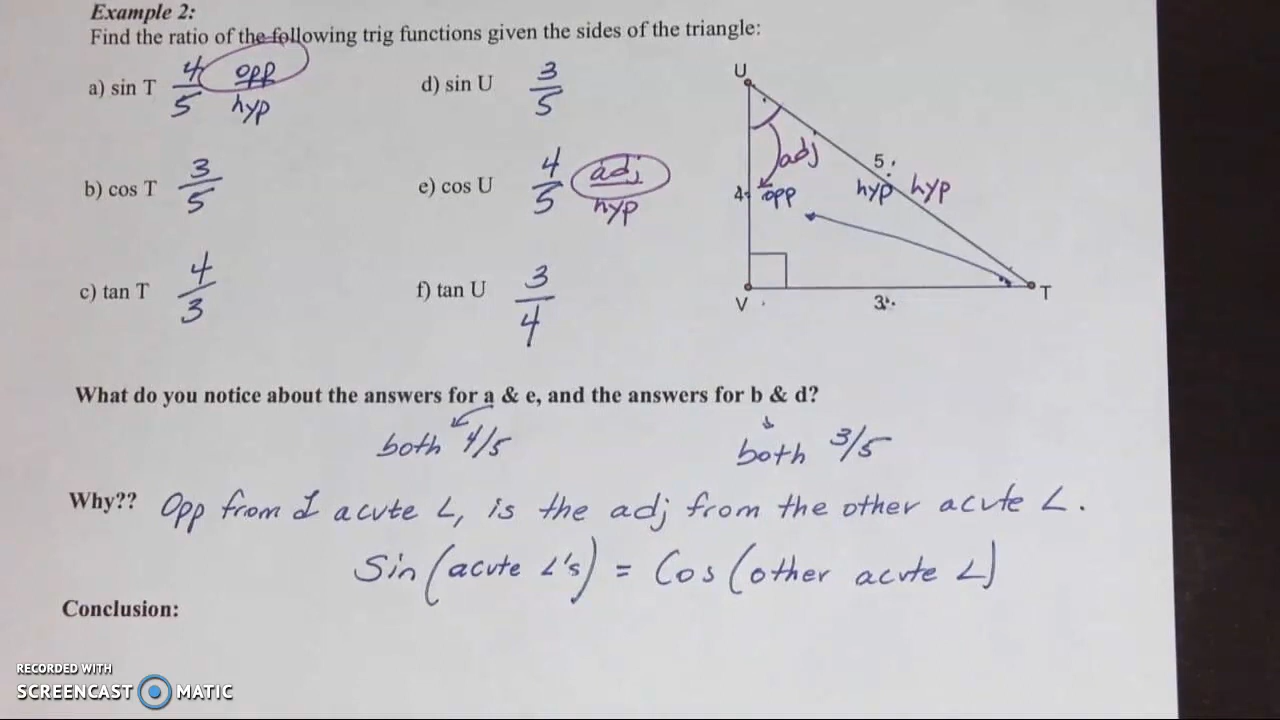 Example 2:
Find the ratio of the following trig functions given the sides of the triangle:
a) sin T 4/5 opp/hyp
d) sin U 3/5
b) cos T 3/5
e) cos U 4/5 adj/hyp
c) tan T 4/3
f) tan U 3/4
U
adj
5
4 opp
hyp hyp
V
3
T
What do you notice about the answers for a & e, and the answers for b & d?
both 4/5
both 3/5
Why?? Opp from 1 acute ∠, is the adj from the other acute ∠.
Sin (acute ∠'s) = Cos (other acute ∠)
Conclusion:
RECORDED WITH
SCREENCAST MATIC